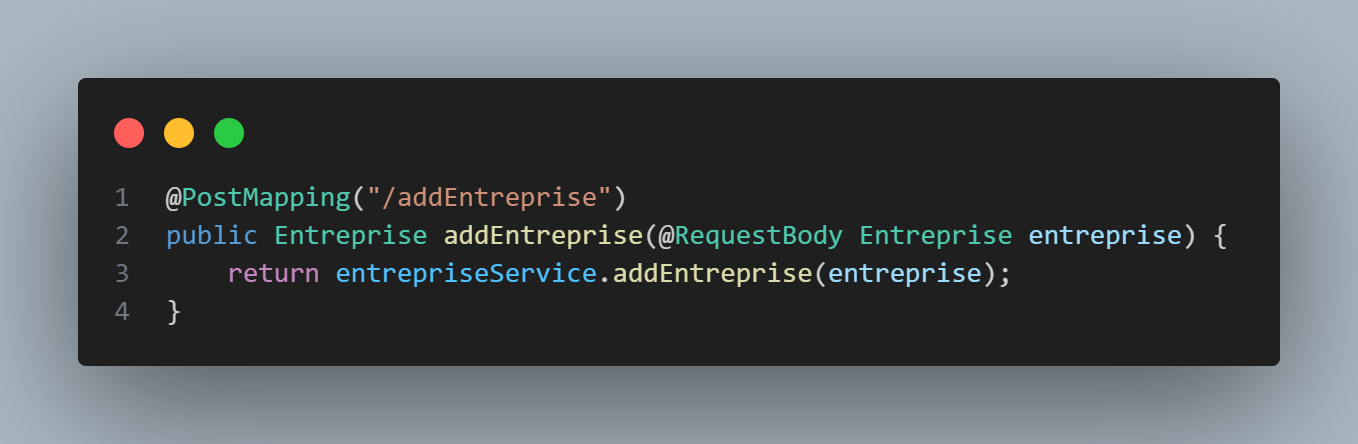 1 @PostMapping("/addEntreprise")
2 public Entreprise addEntreprise(@RequestBody Entreprise entreprise) {
3     return entrepriseService.addEntreprise(entreprise);
4 }